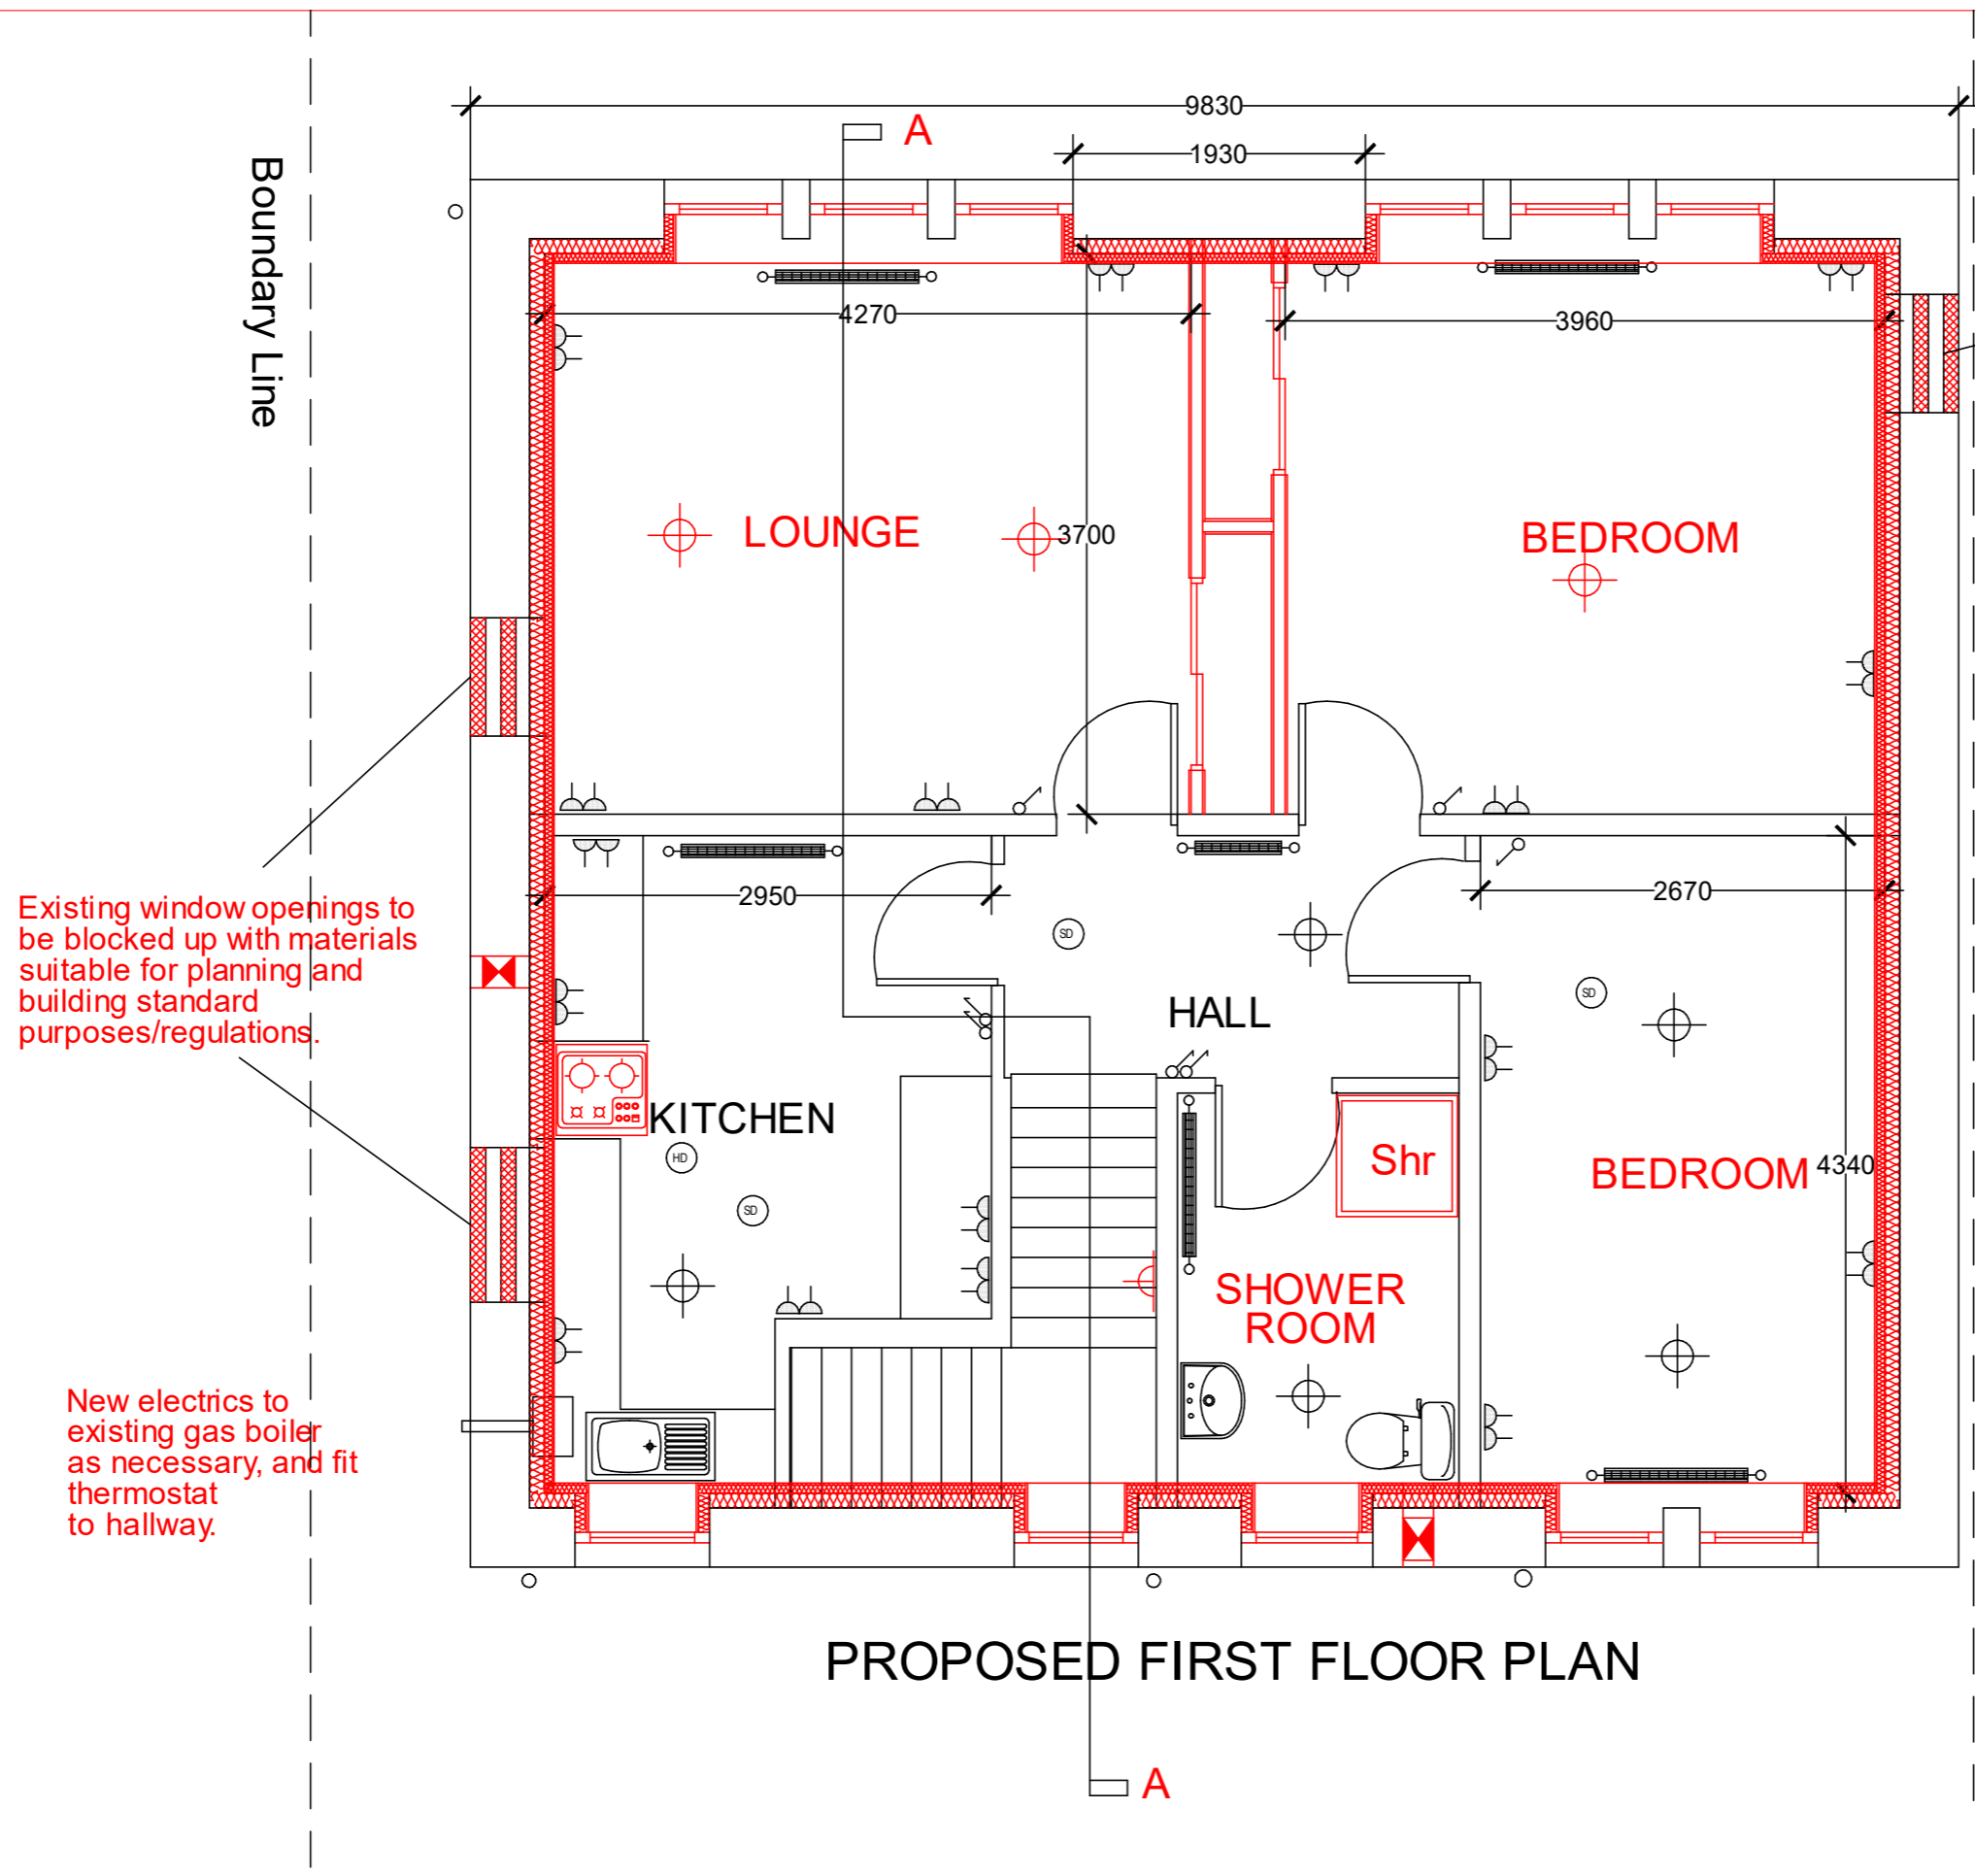 9830
A
1930
Boundary Line
4270
3960
LOUNGE
3700
BEDROOM
2950
2670
SD
Existing window openings to
be blocked up with materials
suitable for planning and
building standard
purposes/regulations.
SD
HALL
KITCHEN
HD
Shr
BEDROOM
4340
SD
SHOWER
ROOM
New electrics to
existing gas boiler
as necessary, and fit
thermostat
to hallway.
PROPOSED FIRST FLOOR PLAN
A